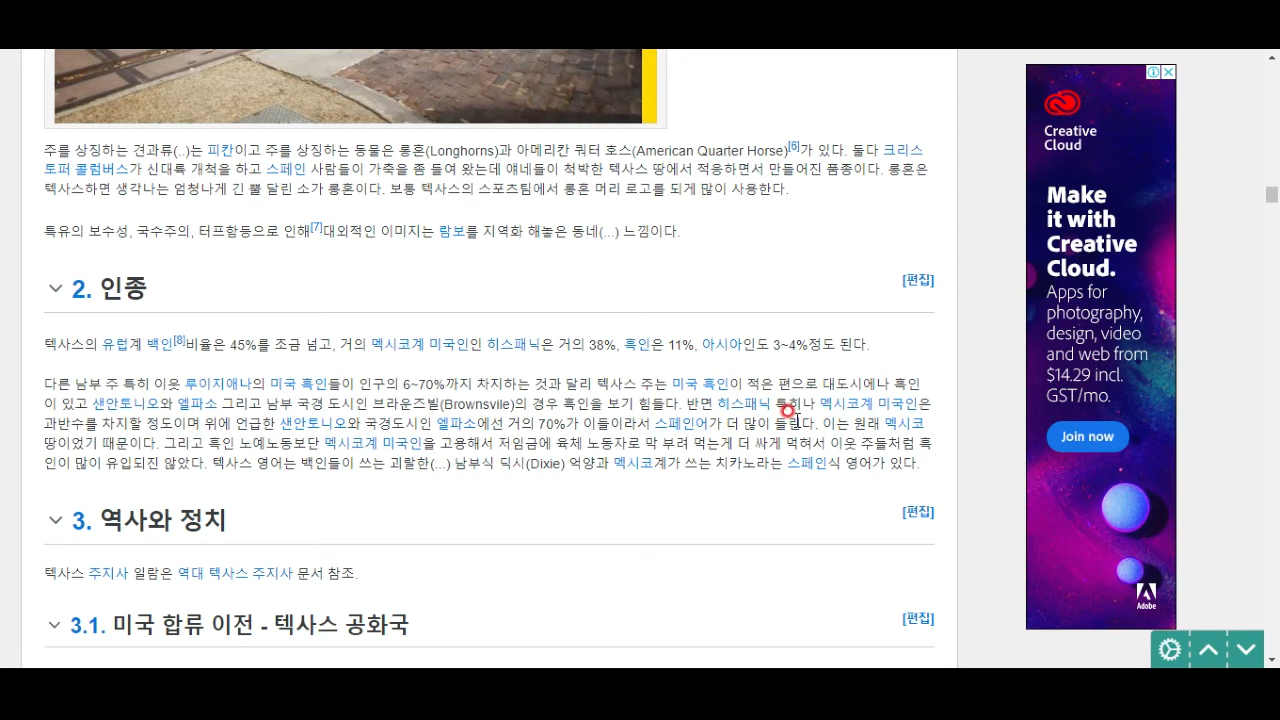 주를 상징하는 견과류(..)는 피칸이고 주를 상징하는 동물은 롱혼(Longhorns)과 아메리칸 쿼터 호스(American Quarter Horse)[6]가 있다. 둘다 크리스
토퍼 콜럼버스가 신대륙 개척을 하고 스페인 사람들이 가축을 좀 들여 왔는데 얘네들이 척박한 텍사스 땅에서 적응하면서 만들어진 품종이다. 롱혼은
텍사스하면 생각나는 엄청나게 긴 뿔 달린 소가 롱혼이다. 보통 텍사스의 스포츠팀에서 롱혼 머리 로고를 되게 많이 사용한다.
특유의 보수성, 국수주의, 터프함등으로 인해[7]대외적인 이미지는 람보를 지역화 해놓은 동네(...) 느낌이다.
2. 인종
[편집]
텍사스의 유럽계 백인[8]비율은 45%를 조금 넘고, 거의 멕시코계 미국인인 히스패닉은 거의 38%, 흑인은 11%, 아시아인도 3~4%정도 된다.
다른 남부 주 특히 이웃 루이지애나의 미국 흑인들이 인구의 6~70%까지 차지하는 것과 달리 텍사스 주는 미국 흑인이 적은 편으로 대도시에나 흑인
이 있고 샌안토니오와 엘파소 그리고 남부 국경 도시인 브라운즈빌(Brownsvile)의 경우 흑인을 보기 힘들다. 반면 히스패닉 특히나 멕시코계 미국인은
과반수를 차지할 정도이며 위에 언급한 샌안토니오와 국경도시인 엘파소에선 거의 70%가 이들이라서 스페인어가 더 많이 들린다. 이는 원래 멕시코
땅이었기 때문이다. 그리고 흑인 노예노동보단 멕시코계 미국인을 고용해서 저임금에 육체 노동자로 막 부려 먹는게 더 싸게 먹혀서 이웃 주들처럼 흑
인이 많이 유입되진 않았다. 텍사스 영어는 백인들이 쓰는 괴랄한(...) 남부식 딕시(Dixie) 억양과 멕시코계가 쓰는 치카노라는 스페인식 영어가 있다.
3. 역사와 정치
[편집]
텍사스 주지사 일람은 역대 텍사스 주지사 문서 참조.
3.1. 미국 합류 이전 - 텍사스 공화국
[편집]
Creative
Cloud
Make
it with
Creative
Cloud.
Apps for
photography,
design, video
and web from
$14.29 incl.
GST/mo.
Join now
Adobe